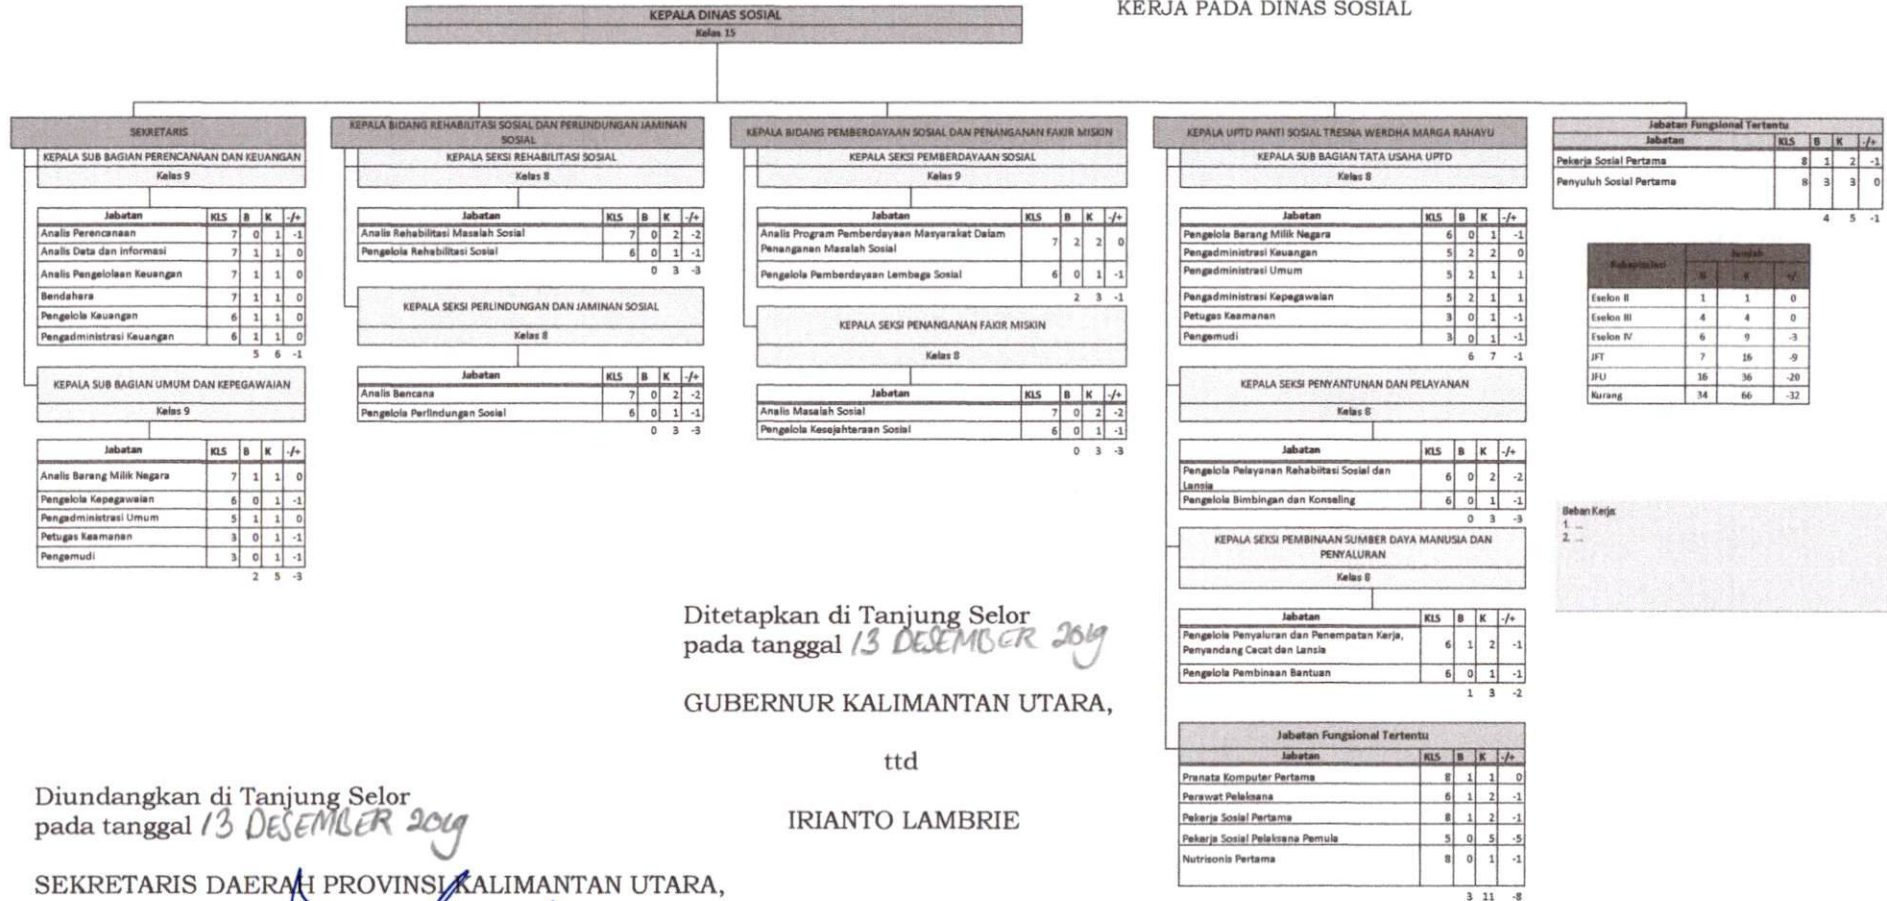 KERJA PADA DINAS SOSIAL
KEPALA DINAS SOSIAL
Kelas 15
SEKRETARIS
KEPALA SUB BAGIAN PERENCANAAN DAN KEUANGAN
Kelas 9
Jabatan KLS B K -/+
Analis Perencanaan 7 0 1 -1
Analis Data dan informasi 7 1 1 0
Analis Pengelolaan Keuangan 7 1 1 0
Bendahara 7 1 1 0
Pengelola Keuangan 6 1 1 0
Pengadministrasi Keuangan 6 1 1 0
5 6 -1
KEPALA SUB BAGIAN UMUM DAN KEPEGAWAIAN
Kelas 9
Jabatan KLS B K -/+
Analis Barang Milik Negara 7 1 1 0
Pengelola Kepegawaian 6 0 1 -1
Pengadministrasi Umum 5 1 1 0
Petugas Keamanan 3 0 1 -1
Pengemudi 3 0 1 -1
2 5 -3
KEPALA BIDANG REHABILITASI SOSIAL DAN PERLINDUNGAN JAMINAN
SOSIAL
KEPALA SEKSI REHABILITASI SOSIAL
Kelas 8
Jabatan KLS B K -/+
Analis Rehabilitasi Masalah Sosial 7 0 2 -2
Pengelola Rehabilitasi Sosial 6 0 1 -1
0 3 -3
KEPALA SEKSI PERLINDUNGAN DAN JAMINAN SOSIAL
Kelas 8
Jabatan KLS B K -/+
Analis Bencana 7 0 2 -2
Pengelola Perlindungan Sosial 6 0 1 -1
0 3 -3
KEPALA BIDANG PEMBERDAYAAN SOSIAL DAN PENANGANAN FAKIR MISKIN
KEPALA SEKSI PEMBERDAYAAN SOSIAL
Kelas 9
Jabatan KLS B K -/+
Analis Program Pemberdayaan Masyarakat Dalam
Penanganan Masalah Sosial 7 2 2 0
Pengelola Pemberdayaan Lembaga Sosial 6 0 1 -1
2 3 -1
KEPALA SEKSI PENANGANAN FAKIR MISKIN
Kelas 8
Jabatan KLS B K -/+
Analis Masalah Sosial 7 0 2 -2
Pengelola Kesejahteraan Sosial 6 0 1 -1
0 3 -3
KEPALA UPTD PANTI SOSIAL TRESNA WERDHA MARGA RAHAYU
KEPALA SUB BAGIAN TATA USAHA UPTD
Kelas 8
Jabatan KLS B K -/+
Pengelola Barang Milik Negara 6 0 1 -1
Pengadministrasi Keuangan 5 2 2 0
Pengadministrasi Umum 5 2 1 1
Pengadministrasi Kepegawaian 5 2 1 1
Petugas Keamanan 3 0 1 -1
Pengemudi 3 0 1 -1
6 7 -1
KEPALA SEKSI PENYANTUNAN DAN PELAYANAN
Kelas 8
Jabatan KLS B K -/+
Pengelola Pelayanan Rehabiltasi Sosial dan
Lansia 6 0 2 -2
Pengelola Bimbingan dan Konseling 6 0 1 -1
0 3 -3
KEPALA SEKSI PEMBINAAN SUMBER DAYA MANUSIA DAN
PENYALURAN
Kelas 8
Jabatan KLS B K -/+
Pengelola Penyaluran dan Penempatan Kerja,
Penyandang Cacat dan Lansia 6 1 2 -1
Pengelola Pembinaan Bantuan 6 0 1 -1
1 3 -2
Jabatan Fungsional Tertentu
Jabatan KLS B K -/+
Pranata Komputer Pertama 8 1 1 0
Perawat Pelaksana 6 1 2 -1
Pekerja Sosial Pertama 8 1 2 -1
Pekerja Sosial Pelaksana Pemula 5 0 5 -5
Nutrisonis Pertama 8 0 1 -1
3 11 -8
Jabatan Fungsional Tertentu
Jabatan KLS B K -/+
Pekerja Sosial Pertama 8 1 2 -1
Penyuluh Sosial Pertama 8 3 3 0
4 5 -1
Rekapitulasi Jumlah
B K +/-
Eselon II 1 1 0
Eselon III 4 4 0
Eselon IV 6 9 -3
JFT 7 16 -9
JFU 16 36 -20
Kurang 34 66 -32
Beban Kerja:
1. ...
2. ...
Ditetapkan di Tanjung Selor
pada tanggal 13 DESEMBER 2019
GUBERNUR KALIMANTAN UTARA,
ttd
IRIANTO LAMBRIE
Diundangkan di Tanjung Selor
pada tanggal 13 DESEMBER 2019
SEKRETARIS DAERAH PROVINSI KALIMANTAN UTARA,